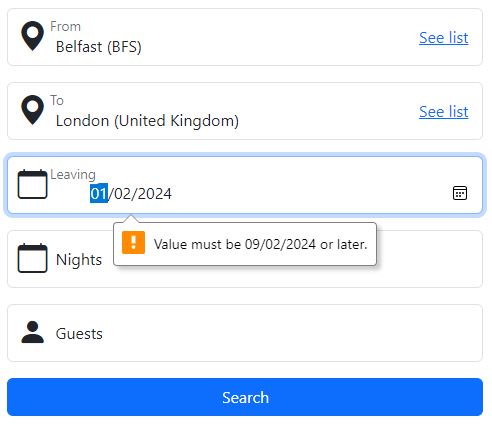 From
Belfast (BFS)
See list
To
London (United Kingdom)
See list
Leaving
01/02/2024
Value must be 09/02/2024 or later.
Nights
Guests
Search